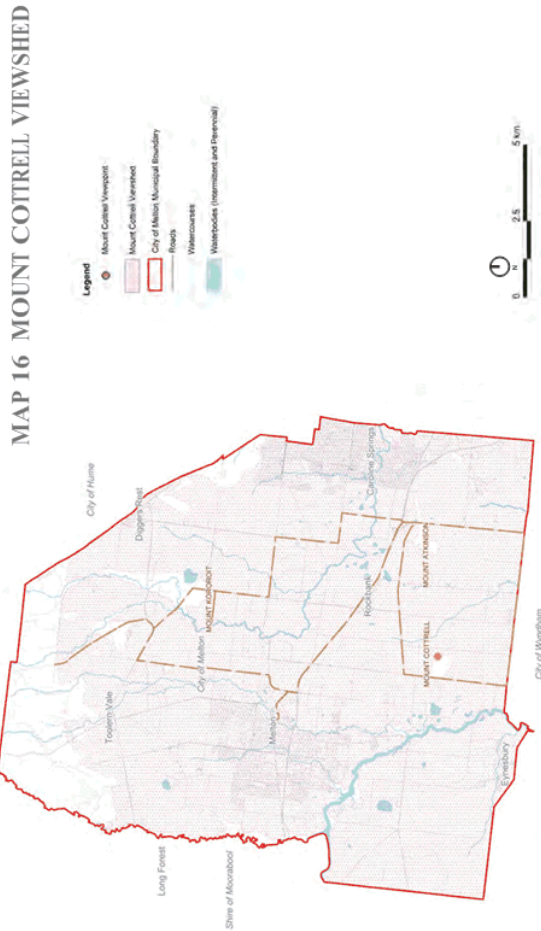 MAP 16 MOUNT COTTRELL VIEWSHED
Legend
Mount Cottrell Viewpoint
Mount Cottrell Viewshed
City of Melton Municipal Boundary
Roads
Watercourses
Waterbodies (Intermittent and Perennial)
N
0 2.5 5 km
City of Hume
Diggers Rest
Toolern Vale
MOUNT KOROROIT
City of Melton
Long Forest
Melton
Caroline Springs
Rockbank
Shire of Moorabool
MOUNT ATKINSON
MOUNT COTTRELL
Eynesbury
City of Wyndham